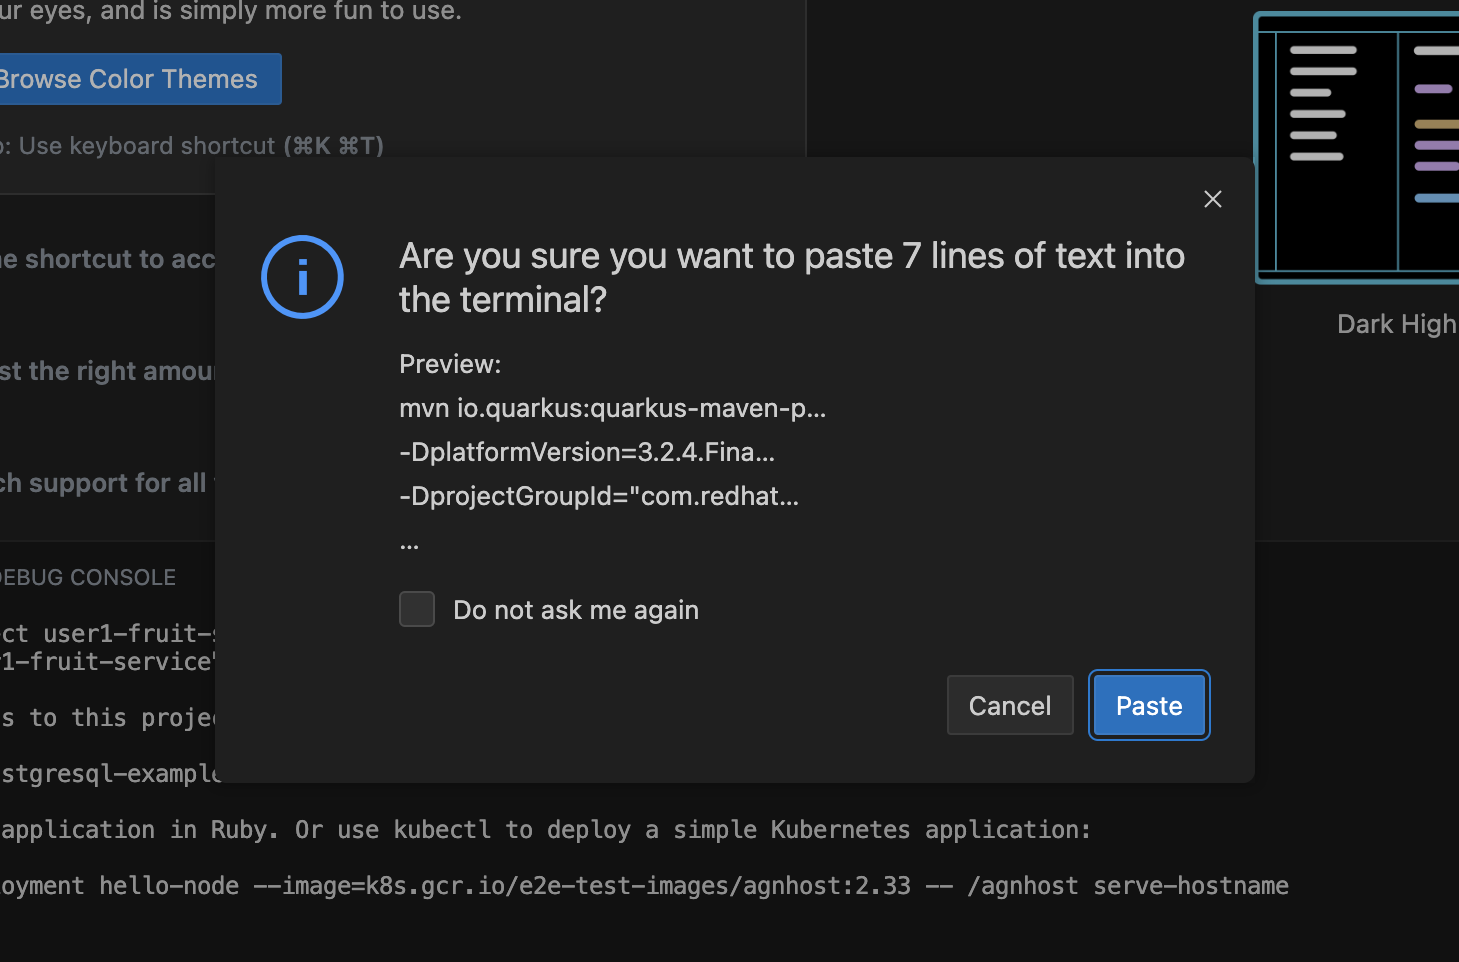 ur eyes, and is simply more fun to use.
Browse Color Themes
: Use keyboard shortcut (⌘K ⌘T)
e shortcut to acc
st the right amou
ch support for all
Dark High
Are you sure you want to paste 7 lines of text into
the terminal?
Preview:
mvn io.quarkus:quarkus-maven-p...
-DplatformVersion=3.2.4.Fina...
-DprojectGroupId="com.redhat...
...
Do not ask me again
Cancel
Paste
DEBUG CONSOLE
ct user1-fruit-s
1-fruit-service"
s to this projec
stgresql-example
application in Ruby. Or use kubectl to deploy a simple Kubernetes application:
oyment hello-node --image=k8s.gcr.io/e2e-test-images/agnhost:2.33 -- /agnhost serve-hostname